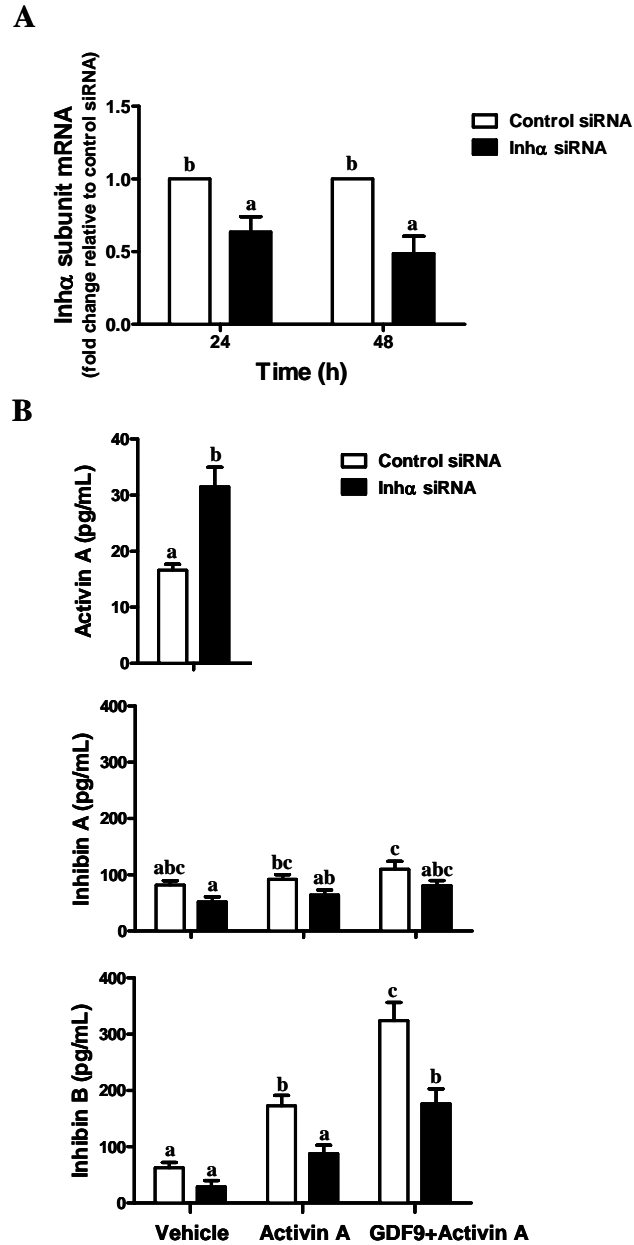 A
Inhα subunit mRNA
(fold change relative to control siRNA)
1.5
1.0
0.5
0.0
b
a
b
a
24
48
Time (h)
Control siRNA
Inhα siRNA
B
Activin A (pg/mL)
40
30
20
10
0
a
b
Control siRNA
Inhα siRNA
Inhibin A (pg/mL)
400
300
200
100
0
abc
a
bc
ab
c
abc
Inhibin B (pg/mL)
400
300
200
100
0
a
a
b
a
c
b
Vehicle
Activin A
GDF9+Activin A